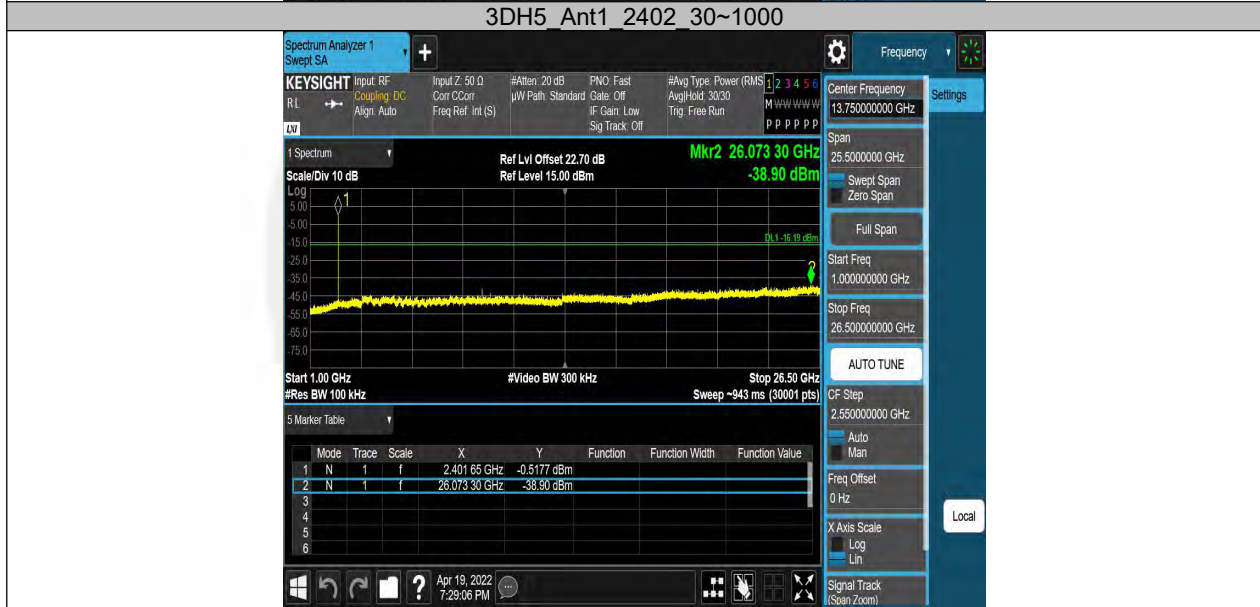 3DH5_Ant1_2402_30~1000
Spectrum Analyzer 1
Swept SA
+
Frequency
KEYSIGHT
RL
LXI
Input: RF
Coupling: DC
Align: Auto
Input Z: 50 Ω
Corr CCorr
Freq Ref: Int (S)
#Atten: 20 dB
µW Path: Standard
PNO: Fast
Gate: Off
IF Gain: Low
Sig Track: Off
#Avg Type: Power (RMS
Avg|Hold: 30/30
Trig: Free Run
1 2 3 4 5 6
M W W W W W
P P P P P P
Center Frequency
13.750000000 GHz
Settings
1 Spectrum
Scale/Div 10 dB
Ref Lvl Offset 22.70 dB
Ref Level 15.00 dBm
Mkr2 26.073 30 GHz
-38.90 dBm
Span
25.5000000 GHz
Swept Span
Zero Span
Full Span
Start Freq
1.000000000 GHz
Stop Freq
26.500000000 GHz
AUTO TUNE
CF Step
2.550000000 GHz
Auto
Man
Freq Offset
0 Hz
X Axis Scale
Log
Lin
Signal Track
(Span Zoom)
Local
Log
5.00
-5.00
-15.0
-25.0
-35.0
-45.0
-55.0
-65.0
-75.0
1
DL1 -16.19 dBm
2
Start 1.00 GHz
#Res BW 100 kHz
#Video BW 300 kHz
Stop 26.50 GHz
Sweep ~943 ms (30001 pts)
5 Marker Table
Mode Trace Scale X Y Function Function Width Function Value
1 N 1 f 2.401 65 GHz -0.5177 dBm
2 N 1 f 26.073 30 GHz -38.90 dBm
3
4
5
6
?
Apr 19, 2022
7:29:06 PM